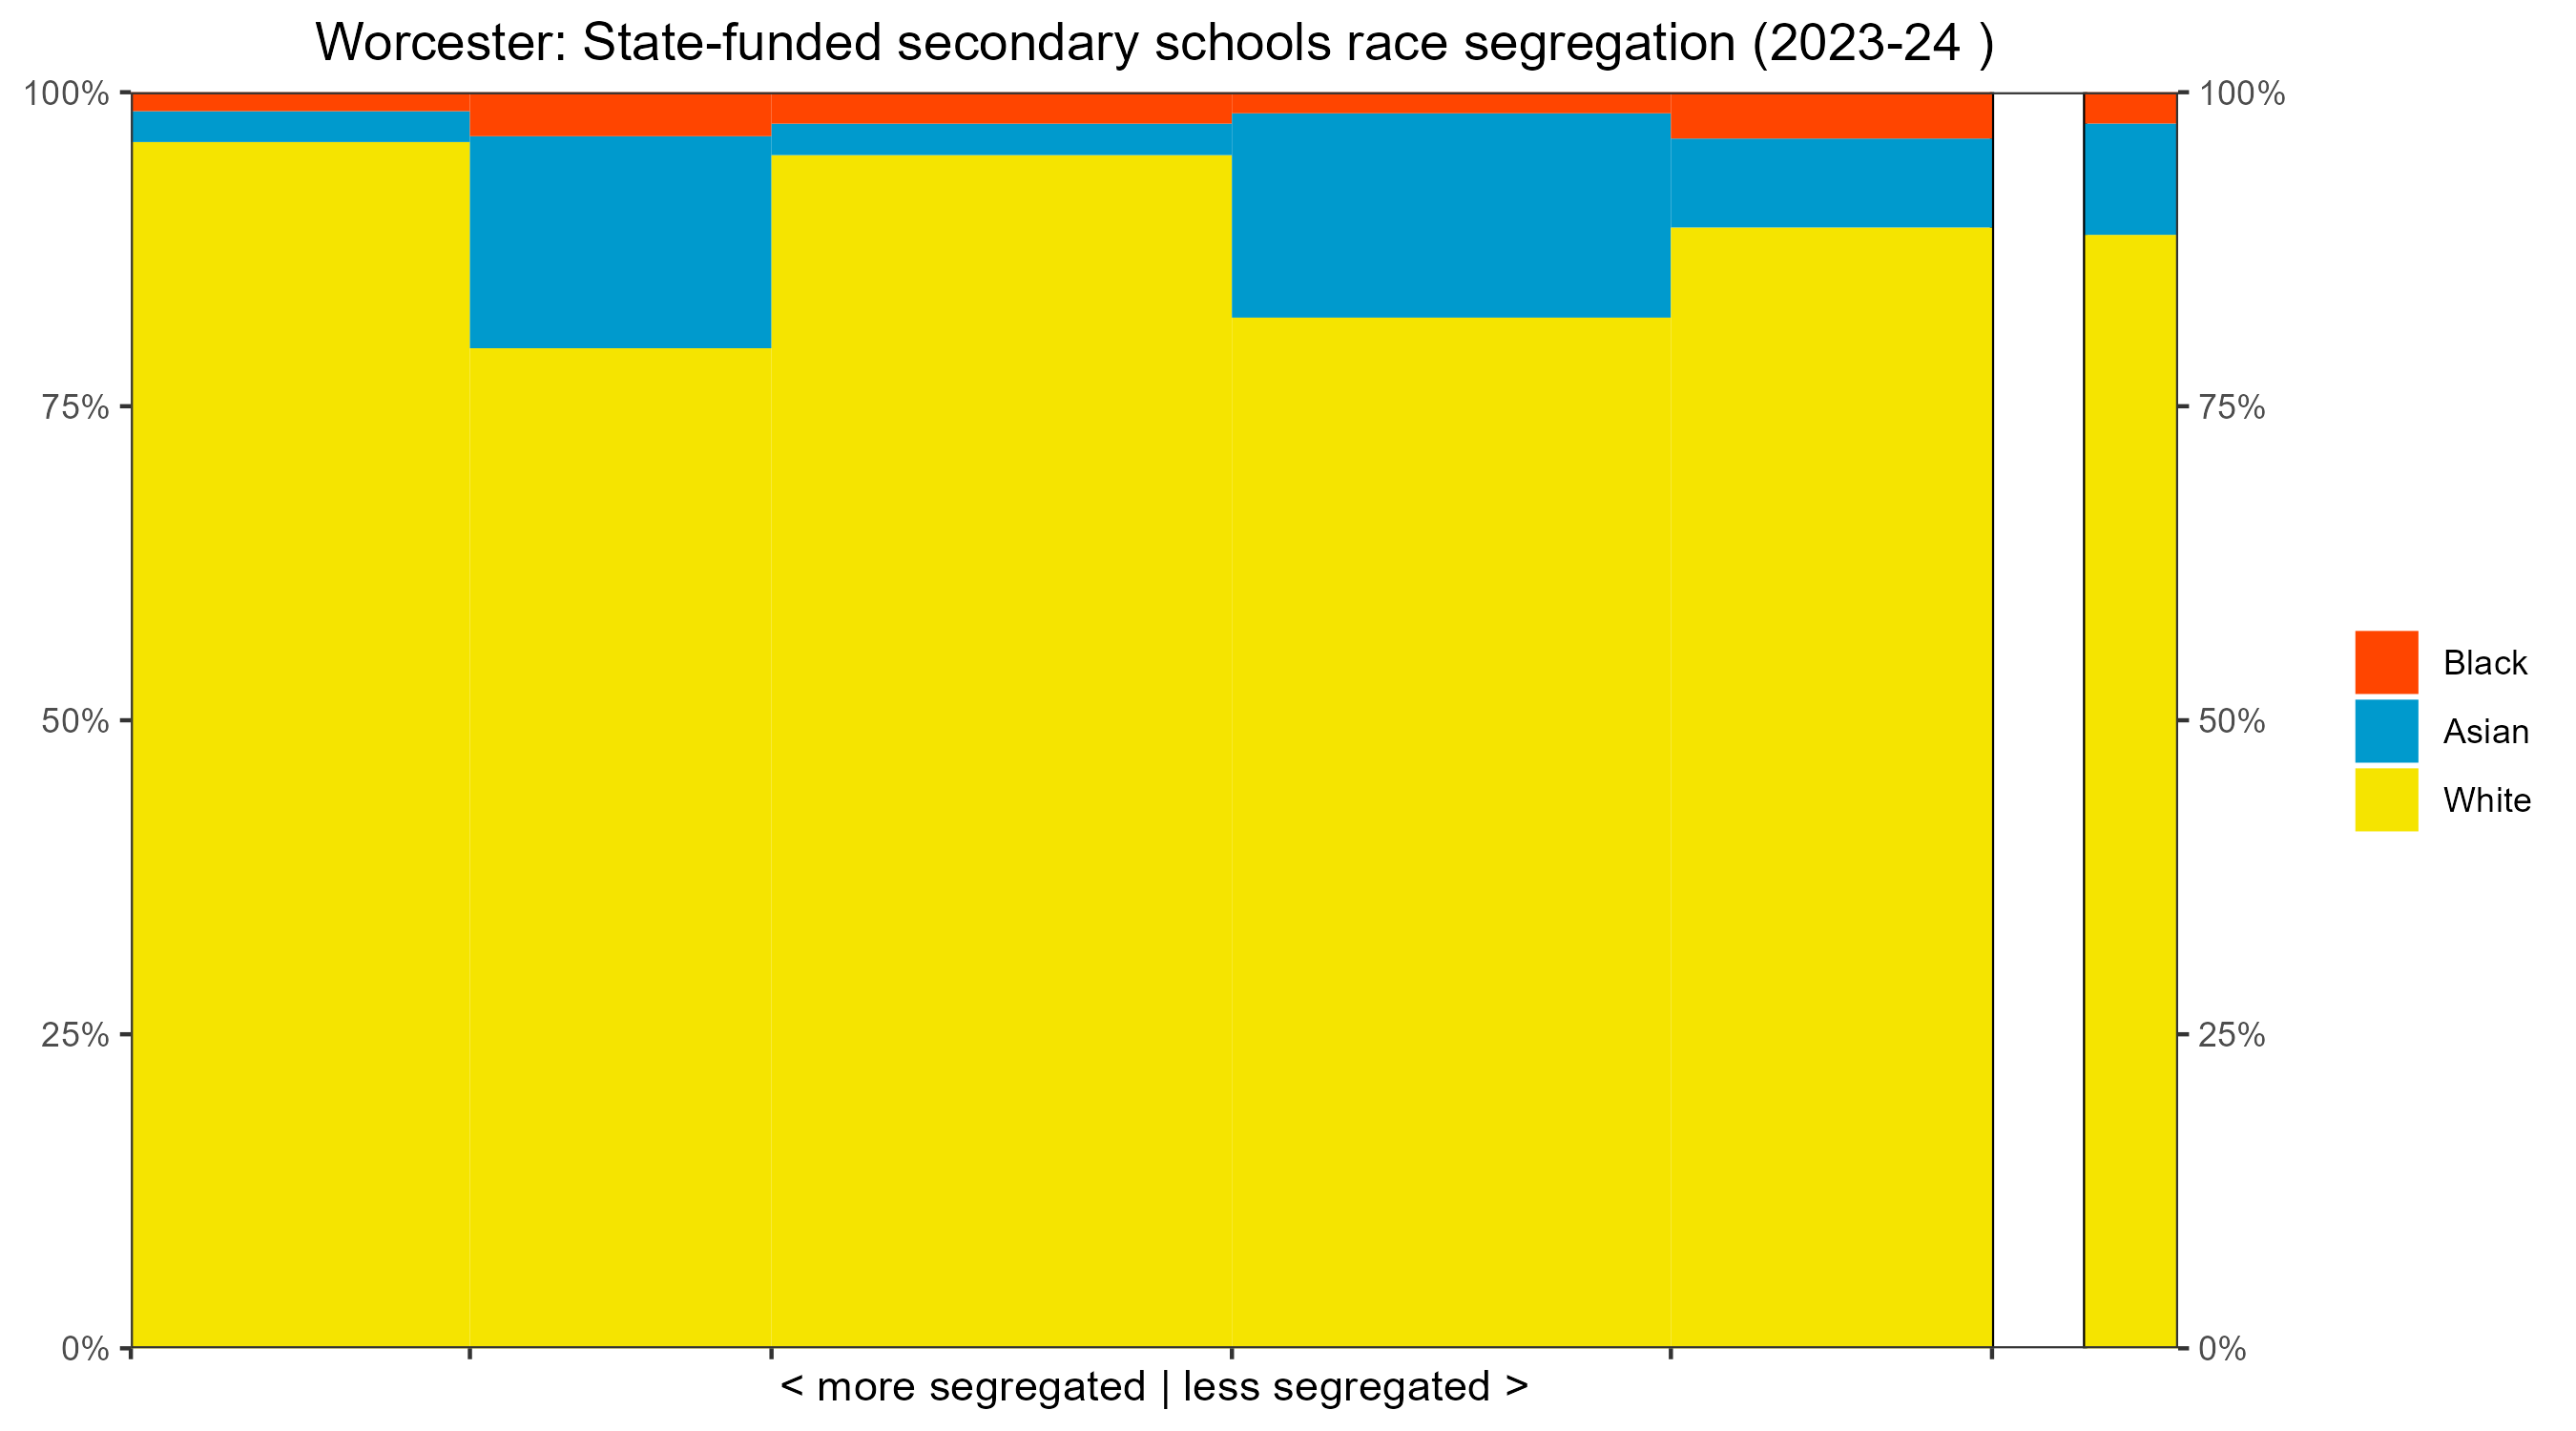 Worcester: State-funded secondary schools race segregation (2023-24 )
100%
75%
50%
25%
0%
100%
75%
50%
25%
0%
Black
Asian
White
< more segregated | less segregated >